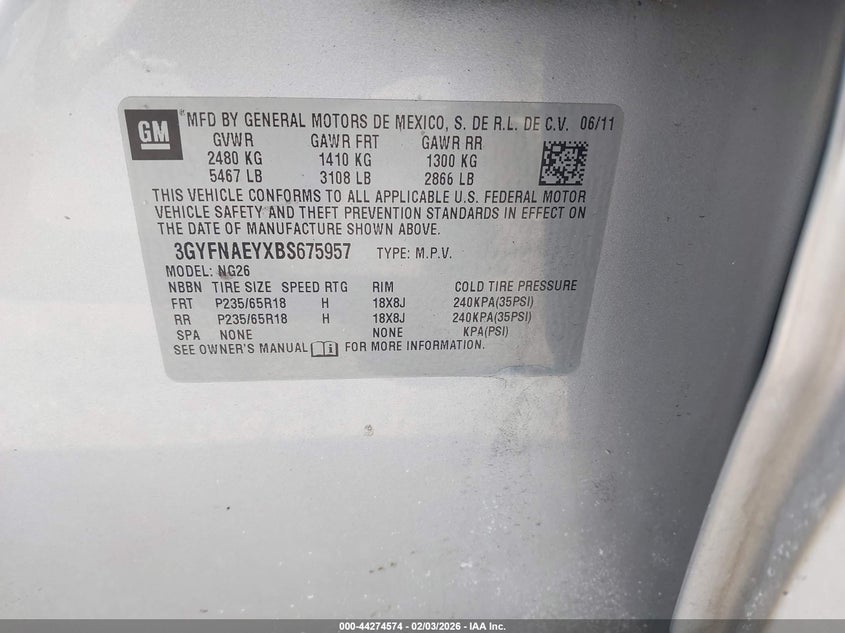 GM ® MFD BY GENERAL MOTORS DE MEXICO, S. DE R.L. DE C.V. 06/11
GVWR GAWR FRT GAWR RR
2480 KG 1410 KG 1300 KG
5467 LB 3108 LB 2866 LB
THIS VEHICLE CONFORMS TO ALL APPLICABLE U.S. FEDERAL MOTOR
VEHICLE SAFETY AND THEFT PREVENTION STANDARDS IN EFFECT ON
THE DATE OF MANUFACTURE SHOWN ABOVE.
3GYFNAEYXBS675957 TYPE: M.P.V.
MODEL: NG26
NBBN TIRE SIZE SPEED RTG RIM COLD TIRE PRESSURE
FRT P235/65R18 H 18X8J 240KPA(35PSI)
RR P235/65R18 H 18X8J 240KPA(35PSI)
SPA NONE NONE KPA(PSI)
SEE OWNER'S MANUAL i FOR MORE INFORMATION.
000-44274574 | 02/03/2026 - IAA Inc.